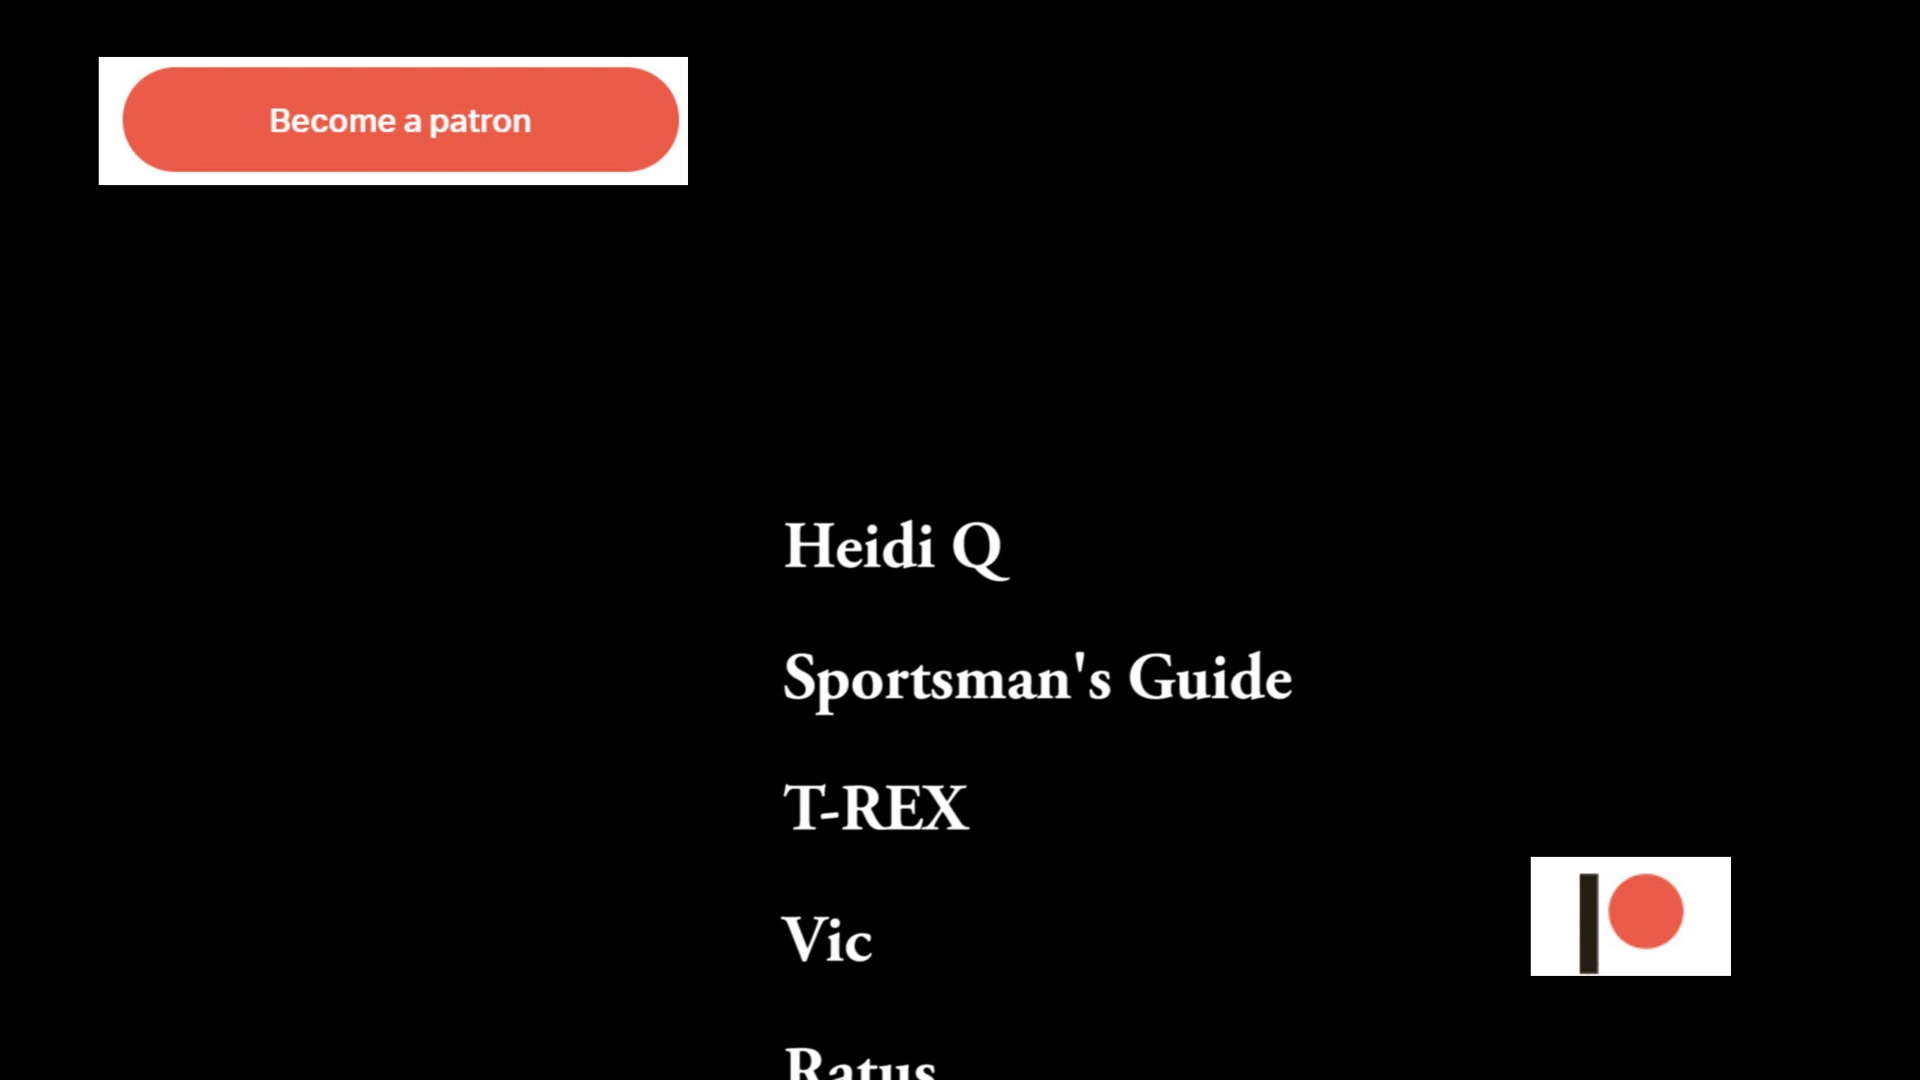 Become a patron
Heidi Q
Sportsman's Guide
T-REX
Vic
Ratus